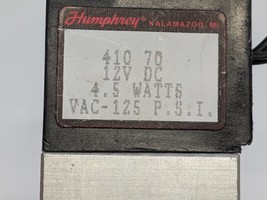 Humphrey® KALAMAZOO, MI
410 70
12V DC
4.5 WATTS
VAC-125 P.S.I.